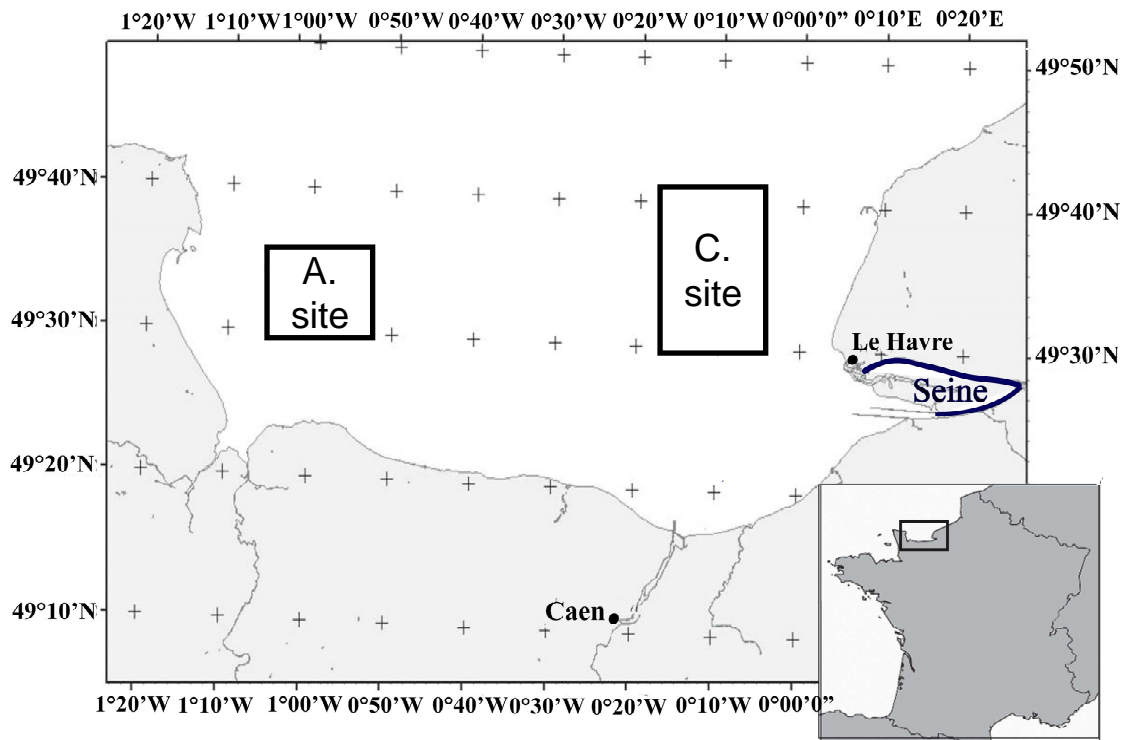 1°20’W 1°10’W 1°00’W 0°50’W 0°40’W 0°30’W 0°20’W 0°10’W 0°00’0” 0°10’E 0°20’E
49°50’N
49°40’N
49°40’N
A.
site
C.
site
49°30’N
49°30’N
Le Havre
Seine
49°20’N
49°10’N
Caen
1°20’W 1°10’W 1°00’W 0°50’W 0°40’W 0°30’W 0°20’W 0°10’W 0°00’0”